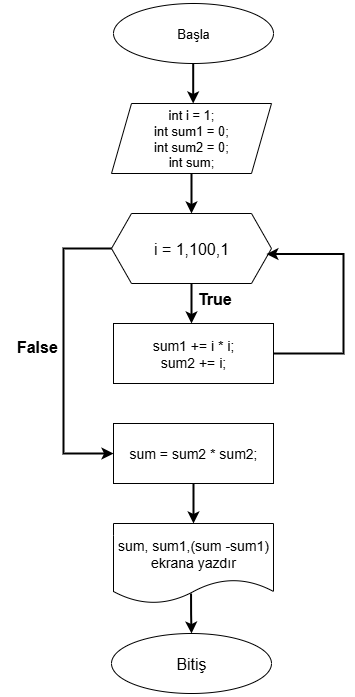 Başla
int i = 1;
int sum1 = 0;
int sum2 = 0;
int sum;
i = 1,100,1
True
False
sum1 += i * i;
sum2 += i;
sum = sum2 * sum2;
sum, sum1,(sum -sum1)
ekrana yazdır
Bitiş